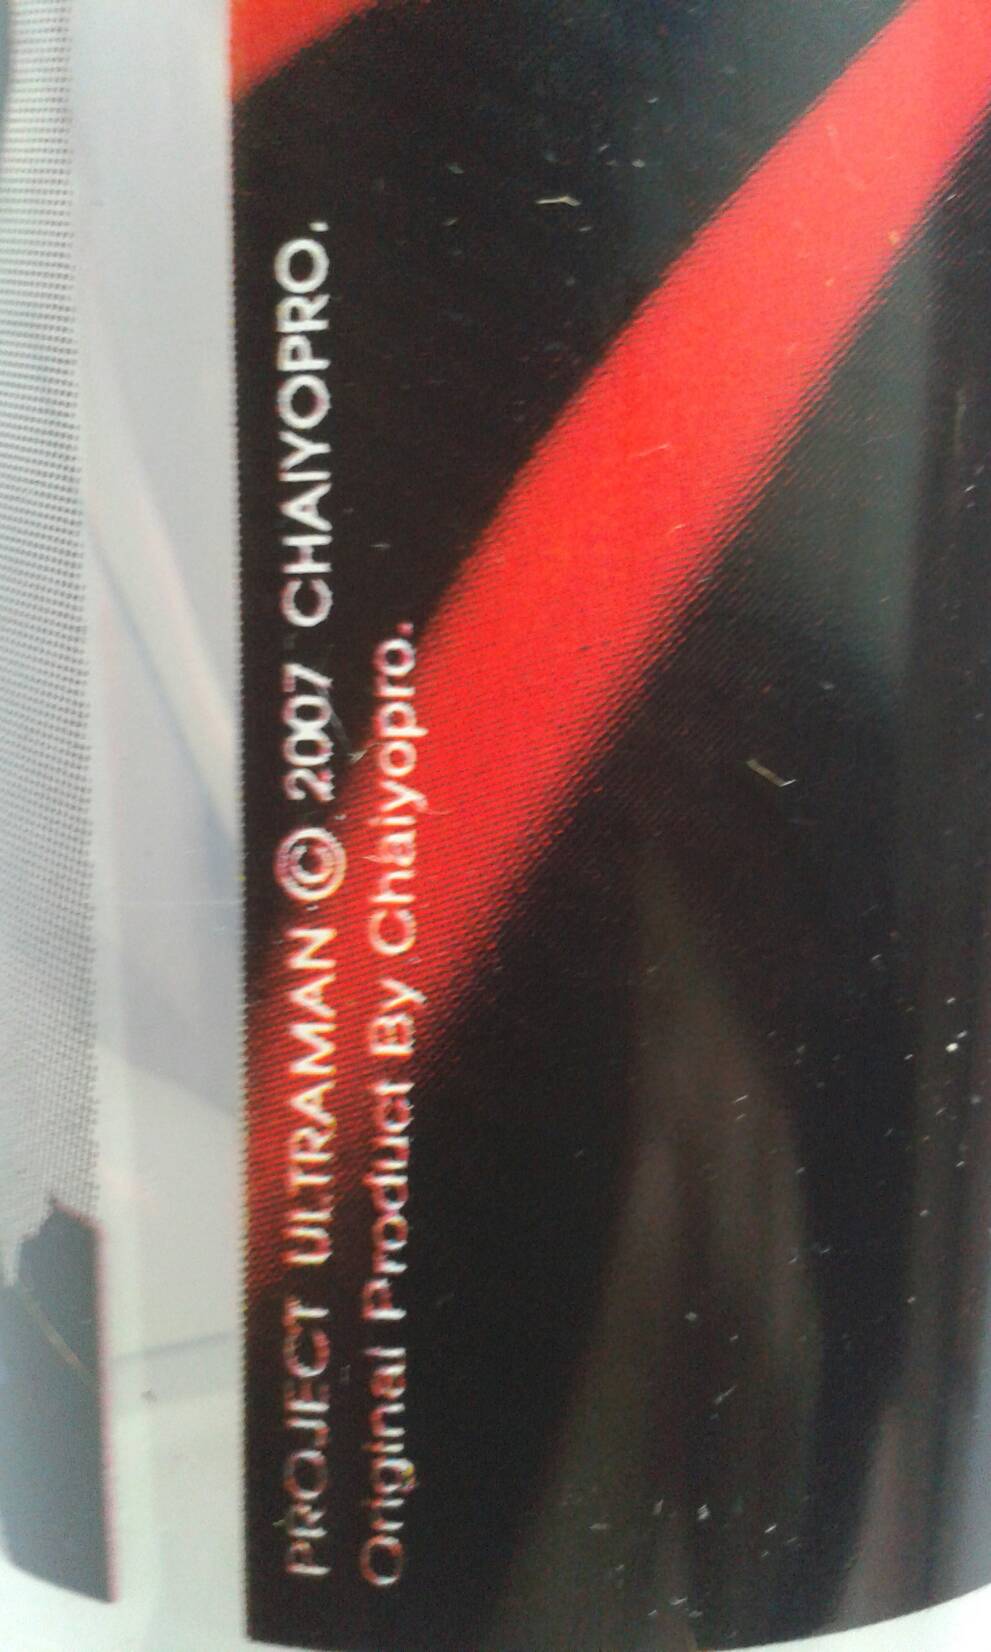 PROJECT ULTRAMAN © 2007 CHAIYOPRO.
Original Product By Chaiyopro.